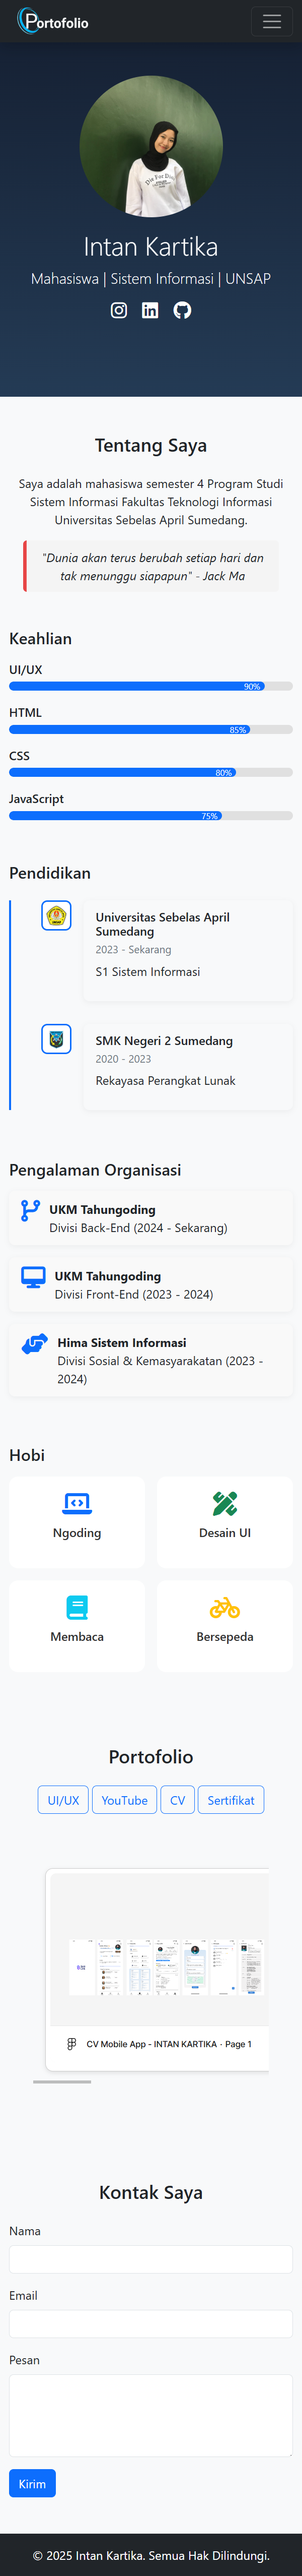 Portofolio
Intan Kartika
Mahasiswa | Sistem Informasi | UNSAP
Tentang Saya
Saya adalah mahasiswa semester 4 Program Studi
Sistem Informasi Fakultas Teknologi Informasi
Universitas Sebelas April Sumedang.
"Dunia akan terus berubah setiap hari dan
tak menunggu siapapun" - Jack Ma
Keahlian
UI/UX
90%
HTML
85%
CSS
80%
JavaScript
75%
Pendidikan
Universitas Sebelas April
Sumedang
2023 - Sekarang
S1 Sistem Informasi
SMK Negeri 2 Sumedang
2020 - 2023
Rekayasa Perangkat Lunak
Pengalaman Organisasi
UKM Tahungoding
Divisi Back-End (2024 - Sekarang)
UKM Tahungoding
Divisi Front-End (2023 - 2024)
Hima Sistem Informasi
Divisi Sosial & Kemasyarakatan (2023 -
2024)
Hobi
Ngoding
Desain UI
Membaca
Bersepeda
Portofolio
UI/UX
YouTube
CV
Sertifikat
CV Mobile App - INTAN KARTIKA · Page 1
Kontak Saya
Nama
Email
Pesan
Kirim
© 2025 Intan Kartika. Semua Hak Dilindungi.